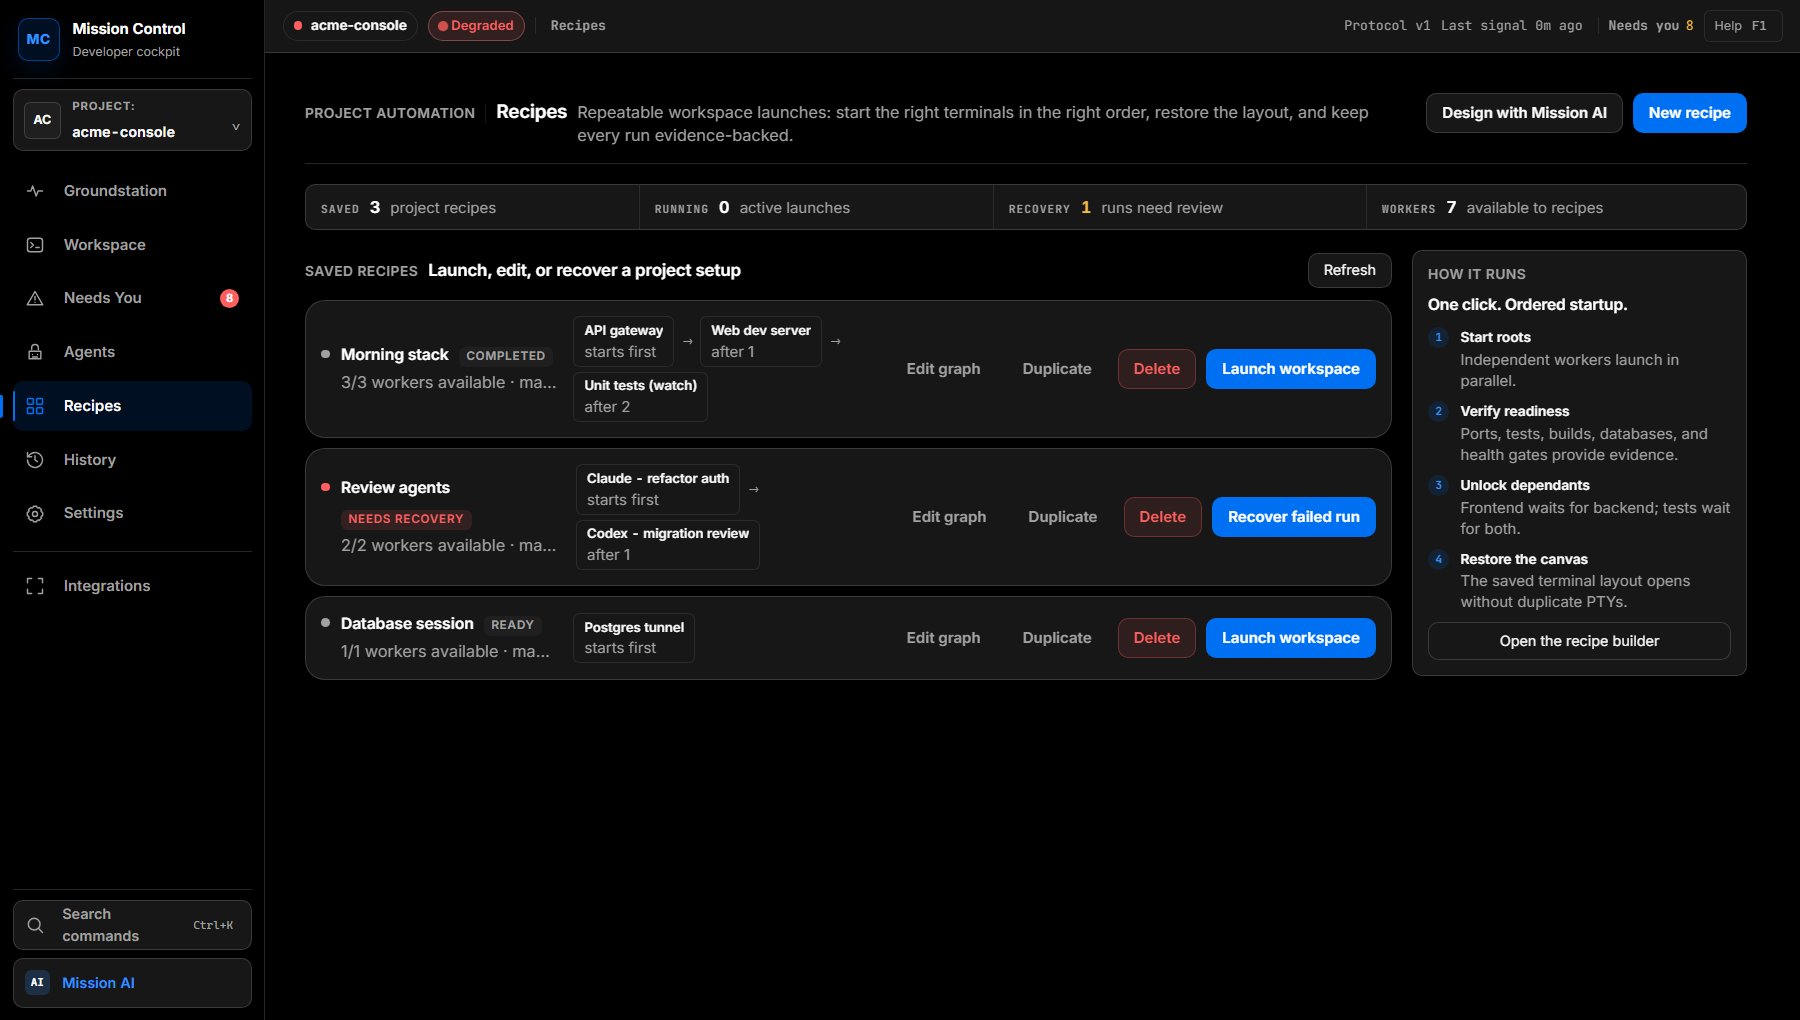 MC
Mission Control
Developer cockpit
AC
PROJECT:
acme-console
Groundstation
Workspace
Needs You 8
Agents
Recipes
History
Settings
Integrations
Search commands Ctrl+K
AI Mission AI
acme-console Degraded Recipes
Protocol v1 Last signal 0m ago Needs you 8 Help F1
PROJECT AUTOMATION Recipes Repeatable workspace launches: start the right terminals in the right order, restore the layout, and keep
every run evidence-backed.
Design with Mission AI New recipe
SAVED 3 project recipes RUNNING 0 active launches RECOVERY 1 runs need review WORKERS 7 available to recipes
SAVED RECIPES Launch, edit, or recover a project setup Refresh
Morning stack COMPLETED
3/3 workers available · ma...
API gateway
starts first
→
Web dev server
after 1
→
Unit tests (watch)
after 2
Edit graph Duplicate Delete Launch workspace
Review agents
NEEDS RECOVERY
2/2 workers available · ma...
Claude - refactor auth
starts first
→
Codex - migration review
after 1
Edit graph Duplicate Delete Recover failed run
Database session READY
1/1 workers available · ma...
Postgres tunnel
starts first
Edit graph Duplicate Delete Launch workspace
HOW IT RUNS
One click. Ordered startup.
1 Start roots
Independent workers launch in
parallel.
2 Verify readiness
Ports, tests, builds, databases, and
health gates provide evidence.
3 Unlock dependants
Frontend waits for backend; tests wait
for both.
4 Restore the canvas
The saved terminal layout opens
without duplicate PTYs.
Open the recipe builder